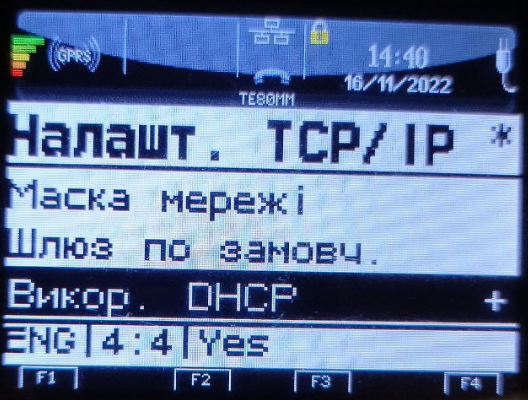 GPRS
14:40
16/11/2022
TE80MM
Налашт. TCP/IP *
Маска мережі
Шлюз по замовч.
Викор. DHCP +
ENG|4:4|Yes
F1 F2 F3 F4